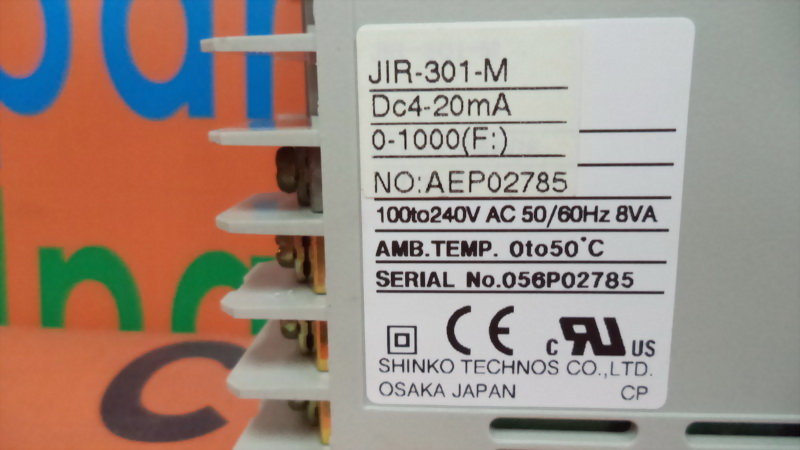 JIR-301-M
Dc4-20mA
0-1000(F:)
NO:AEP02785
100to240V AC 50/60Hz 8VA
AMB.TEMP. 0to50°C
SERIAL No.056P02785
CE c RU US
SHINKO TECHNOS CO.,LTD.
OSAKA JAPAN CP